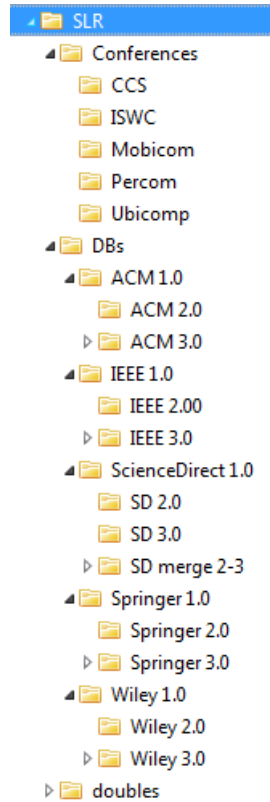 SLR
Conferences
CCS
ISWC
Mobicom
Percom
Ubicomp
DBs
ACM 1.0
ACM 2.0
ACM 3.0
IEEE 1.0
IEEE 2.00
IEEE 3.0
ScienceDirect 1.0
SD 2.0
SD 3.0
SD merge 2-3
Springer 1.0
Springer 2.0
Springer 3.0
Wiley 1.0
Wiley 2.0
Wiley 3.0
doubles